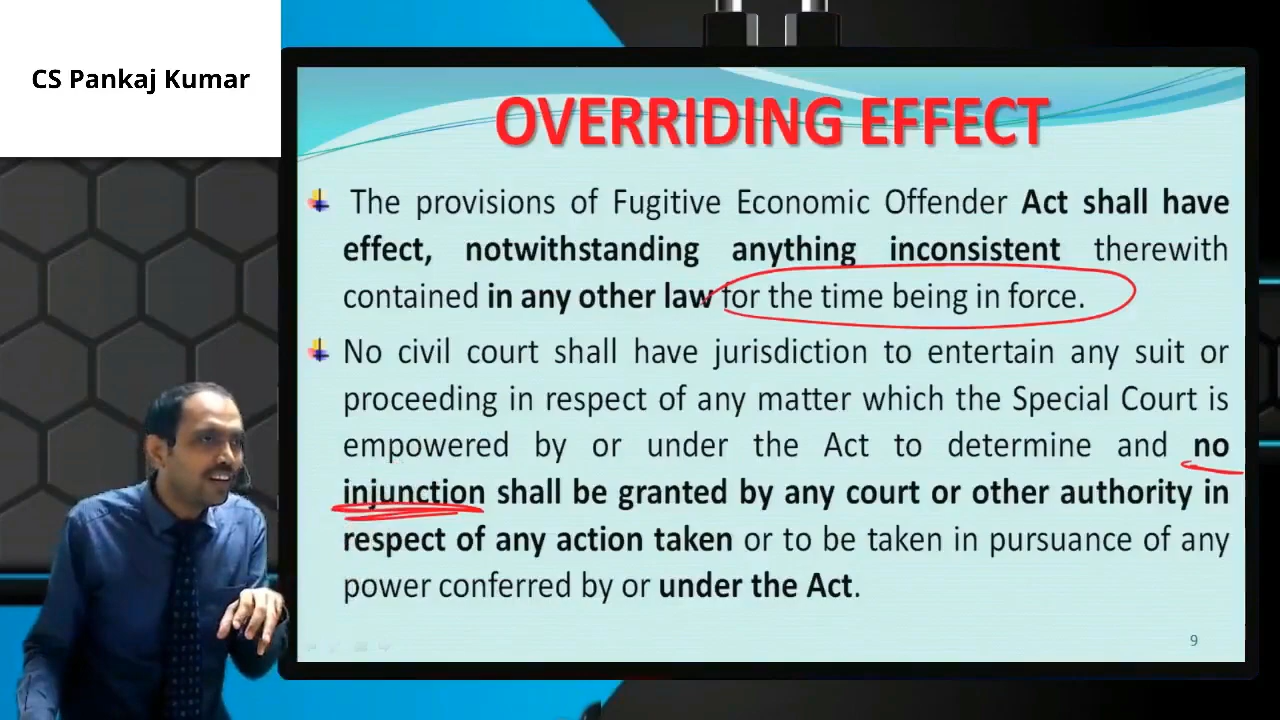 CS Pankaj Kumar
OVERRIDING EFFECT
The provisions of Fugitive Economic Offender Act shall have
effect, notwithstanding anything inconsistent therewith
contained in any other law for the time being in force.
No civil court shall have jurisdiction to entertain any suit or
proceeding in respect of any matter which the Special Court is
empowered by or under the Act to determine and no
injunction shall be granted by any court or other authority in
respect of any action taken or to be taken in pursuance of any
power conferred by or under the Act.
9